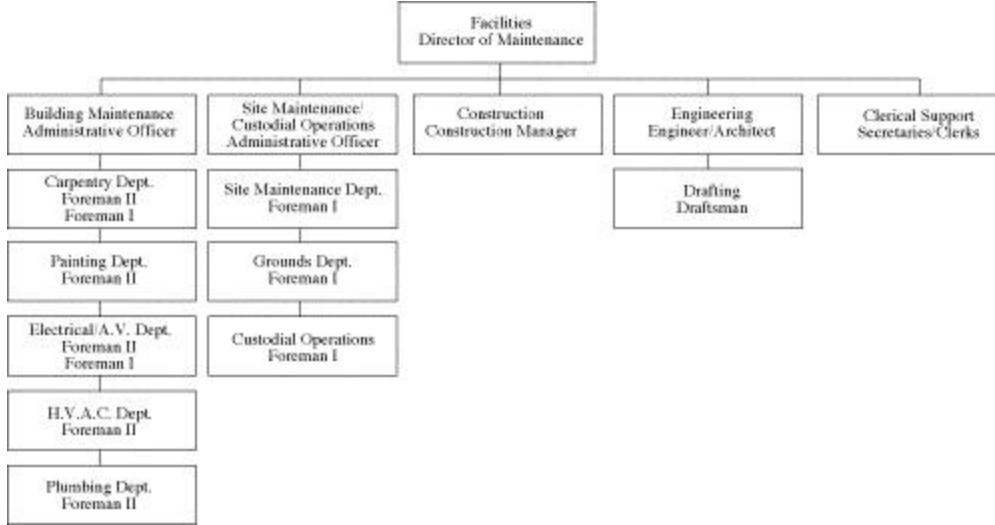 Facilities
Director of Maintenance
Building Maintenance
Administrative Officer
Site Maintenance/
Custodial Operations
Administrative Officer
Construction
Construction Manager
Engineering
Engineer/Architect
Clerical Support
Secretaries/Clerks
Carpentry Dept.
Foreman II
Foreman I
Site Maintenance Dept.
Foreman I
Drafting
Draftsman
Painting Dept.
Foreman II
Grounds Dept.
Foreman I
Electrical/A.V. Dept.
Foreman II
Foreman I
Custodial Operations
Foreman I
H.V.A.C. Dept.
Foreman II
Plumbing Dept.
Foreman II